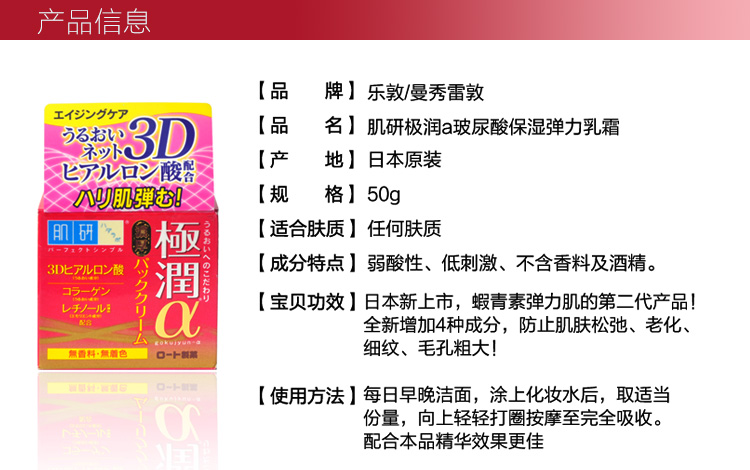 产品信息
【品　　牌】乐敦/曼秀雷敦
【品　　名】肌研极润a玻尿酸保湿弹力乳霜
【产　　地】日本原装
【规　　格】50g
【适合肤质】任何肤质
【成分特点】弱酸性、低刺激、不含香料及酒精。
【宝贝功效】日本新上市，蝦青素弹力肌的第二代产品！
全新增加4种成分，防止肌肤松弛、老化、
细纹、毛孔粗大！
【使用方法】每日早晚洁面，涂上化妆水后，取适当
份量，向上轻轻打圈按摩至完全吸收。
配合本品精华效果更佳
エイジングケア
うるおい
ネット
3D
ヒアルロン酸配合
ハリ肌弾む!
肌研
パーフェクトシンプル
3Dヒアルロン酸
コラーゲン
レチノール
配合
うるおいへのこだわり
極潤α
gokujyun-α
パッククリーム
無香料・無着色
ロート製薬